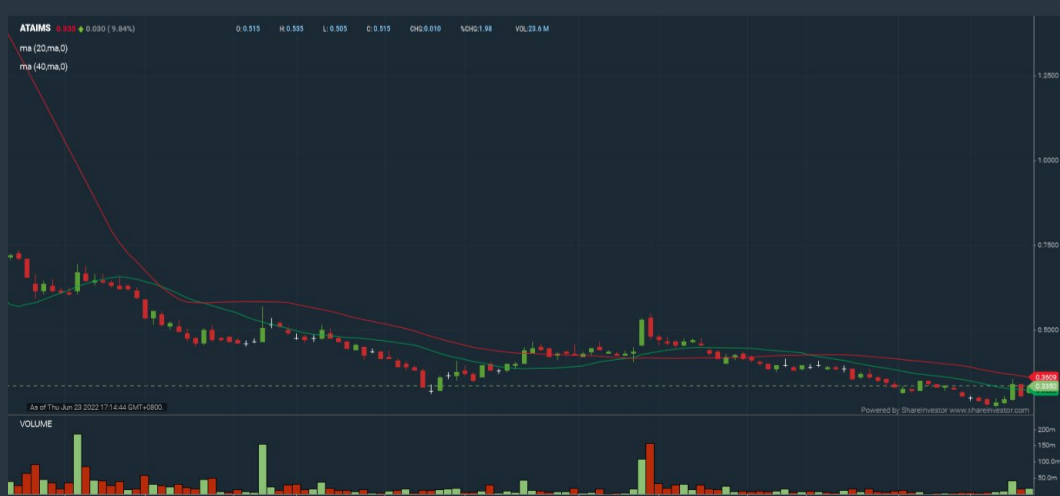 ATAIMS 0.335 0.030 ( 9.84%) O: 0.515 H: 0.535 L: 0.505 C: 0.515 CHG:0.010 %CHG:1.98 VOL:23.6 M
ma (20,ma,0)
ma (40,ma,0)
1.2500
1.0000
0.7500
0.5000
0.3609
0.3350
As of Thu Jun 23 2022 17:14:44 GMT+0800.
Powered by ShareInvestor www.shareinvestor.com
VOLUME
200m
150m
100.0m
50.0m